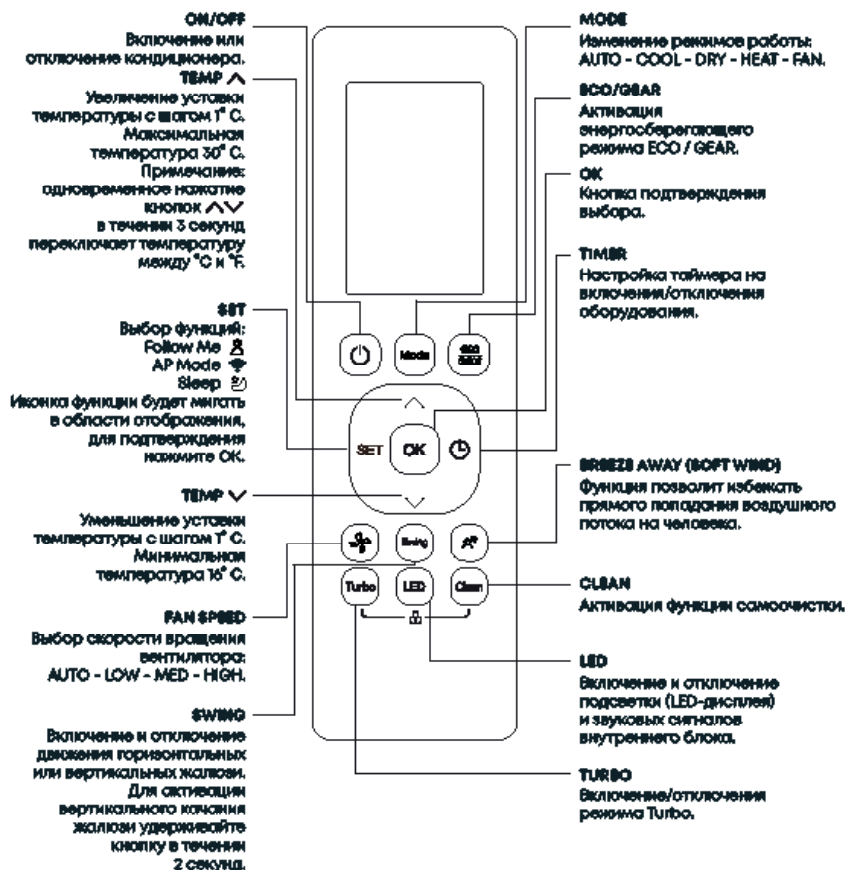 ON/OFF
Включение или
отключение кондиционера.
TEMP
Увеличение уставки
температуры с шагом 1° C.
Максимальная
температура 30° C.
Примечание:
одновременное нажатие
кнопок
в течении 3 секунд
переключает температуру
между °C и °F.
SET
Выбор функций:
Follow Me
AP Mode
Sleep
Иконка функции будет мигать
в области отображения,
для подтверждения
нажмите OK.
TEMP
Уменьшение уставки
температуры с шагом 1° C.
Минимальная
температура 16° C.
FAN SPEED
Выбор скорости вращения
вентилятора:
AUTO - LOW - MED - HIGH.
SWING
Включение и отключение
движения горизонтальных
или вертикальных жалюзи.
Для активации
вертикального качания
жалюзи удерживайте
кнопку в течении
2 секунд.
Mode
ECO
GEAR
SET
OK
Swing
Turbo
LED
Clean
MODE
Изменение режимов работы:
AUTO - COOL - DRY - HEAT - FAN.
ECO/GEAR
Активация
энергосберегающего
режима ECO / GEAR.
OK
Кнопка подтверждения
выбора.
TIMER
Настройка таймера на
включения/отключения
оборудования.
BREEZE AWAY (SOFT WIND)
Функция позволит избежать
прямого попадания воздушного
потока на человека.
CLEAN
Активация функции самоочистки.
LED
Включение и отключение
подсветки (LED-дисплея)
и звуковых сигналов
внутреннего блока.
TURBO
Включение/отключения
режима Turbo.